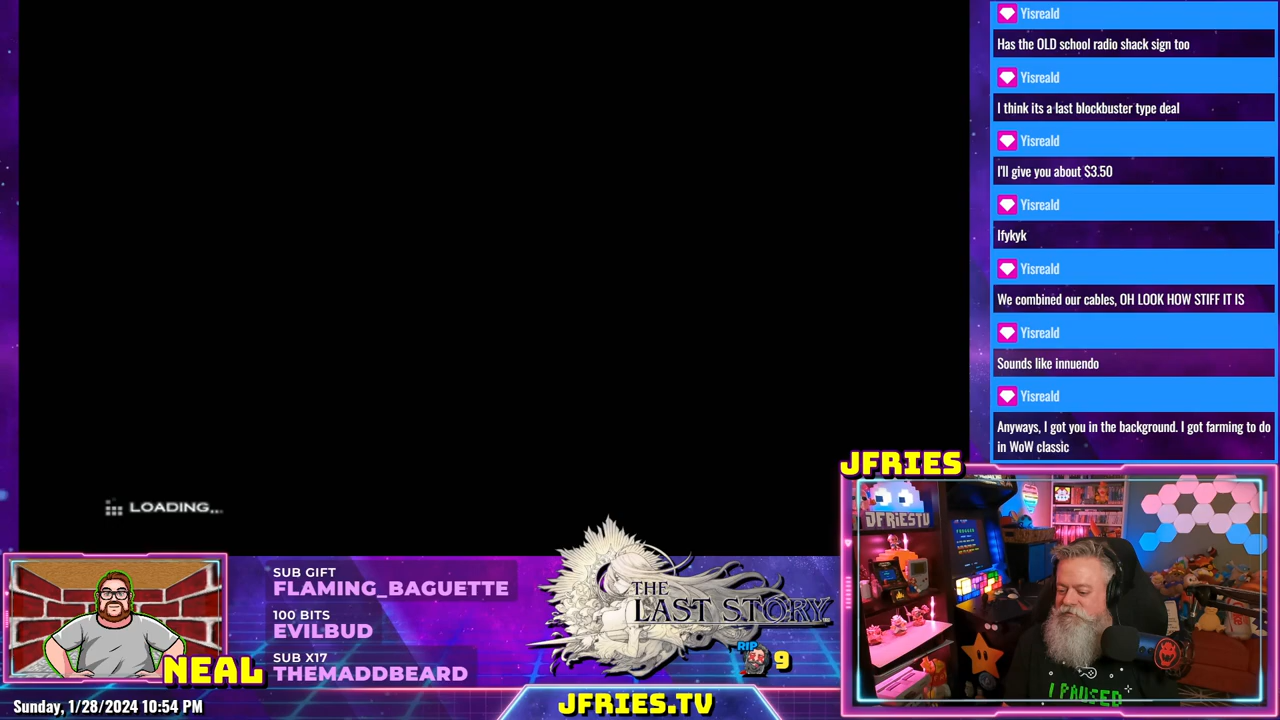 Yisreald
Has the OLD school radio shack sign too
Yisreald
I think its a last blockbuster type deal
Yisreald
I'll give you about $3.50
Yisreald
Ifykyk
Yisreald
We combined our cables, OH LOOK HOW STIFF IT IS
Yisreald
Sounds like innuendo
Yisreald
Anyways, I got you in the background. I got farming to do
in WoW classic
LOADING...
JFRIES
JFRIESTV
SUB GIFT
FLAMING_BAGUETTE
100 BITS
EVILBUD
SUB X17
THEMADDBEARD
NEAL
THE
LAST STORY
RIP
9
I PAUSED
JFRIES.TV
Sunday, 1/28/2024 10:54 PM